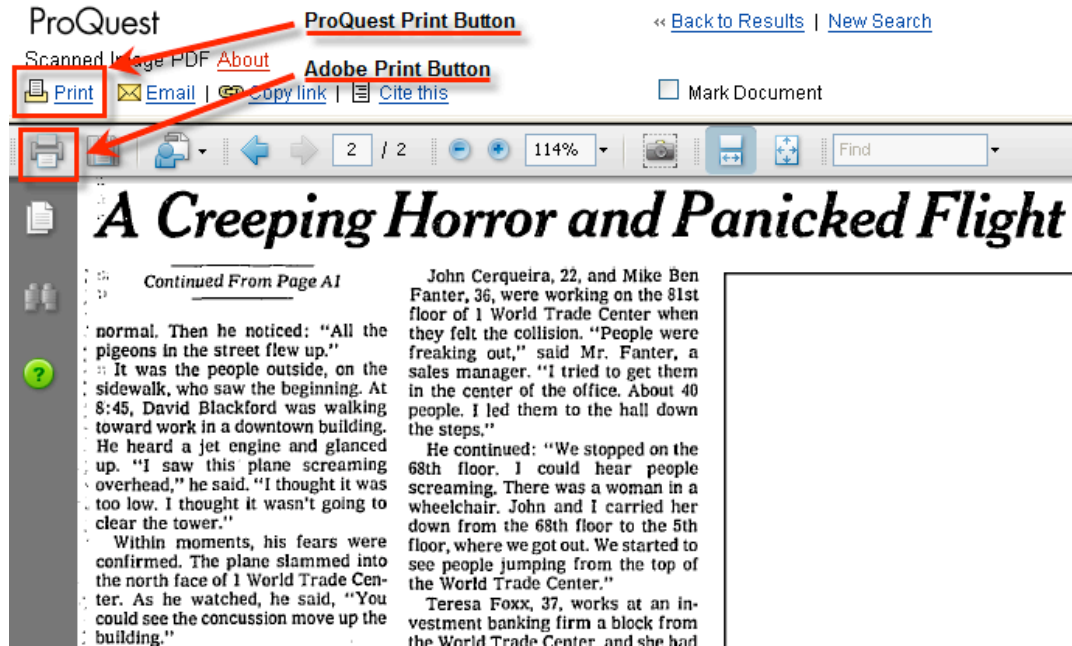 ProQuest
ProQuest Print Button
‹‹ Back to Results | New Search
Scanned Image PDF About
Adobe Print Button
Print Email | Copy link | Cite this
Mark Document
2 / 2 114% Find
A Creeping Horror and Panicked Flight
Continued From Page A1
normal. Then he noticed: “All the
pigeons in the street flew up.”
It was the people outside, on the
sidewalk, who saw the beginning. At
8:45, David Blackford was walking
toward work in a downtown building.
He heard a jet engine and glanced
up. “I saw this plane screaming
overhead,” he said. “I thought it was
too low. I thought it wasn't going to
clear the tower.”
Within moments, his fears were
confirmed. The plane slammed into
the north face of 1 World Trade Cen-
ter. As he watched, he said, “You
could see the concussion move up the
building.”
John Cerqueira, 22, and Mike Ben
Fanter, 36, were working on the 81st
floor of 1 World Trade Center when
they felt the collision. “People were
freaking out,” said Mr. Fanter, a
sales manager. “I tried to get them
in the center of the office. About 40
people. I led them to the hall down
the steps.”
He continued: “We stopped on the
68th floor. I could hear people
screaming. There was a woman in a
wheelchair. John and I carried her
down from the 68th floor to the 5th
floor, where we got out. We started to
see people jumping from the top of
the World Trade Center.”
Teresa Foxx, 37, works at an in-
vestment banking firm a block from
the World Trade Center, and she had
?